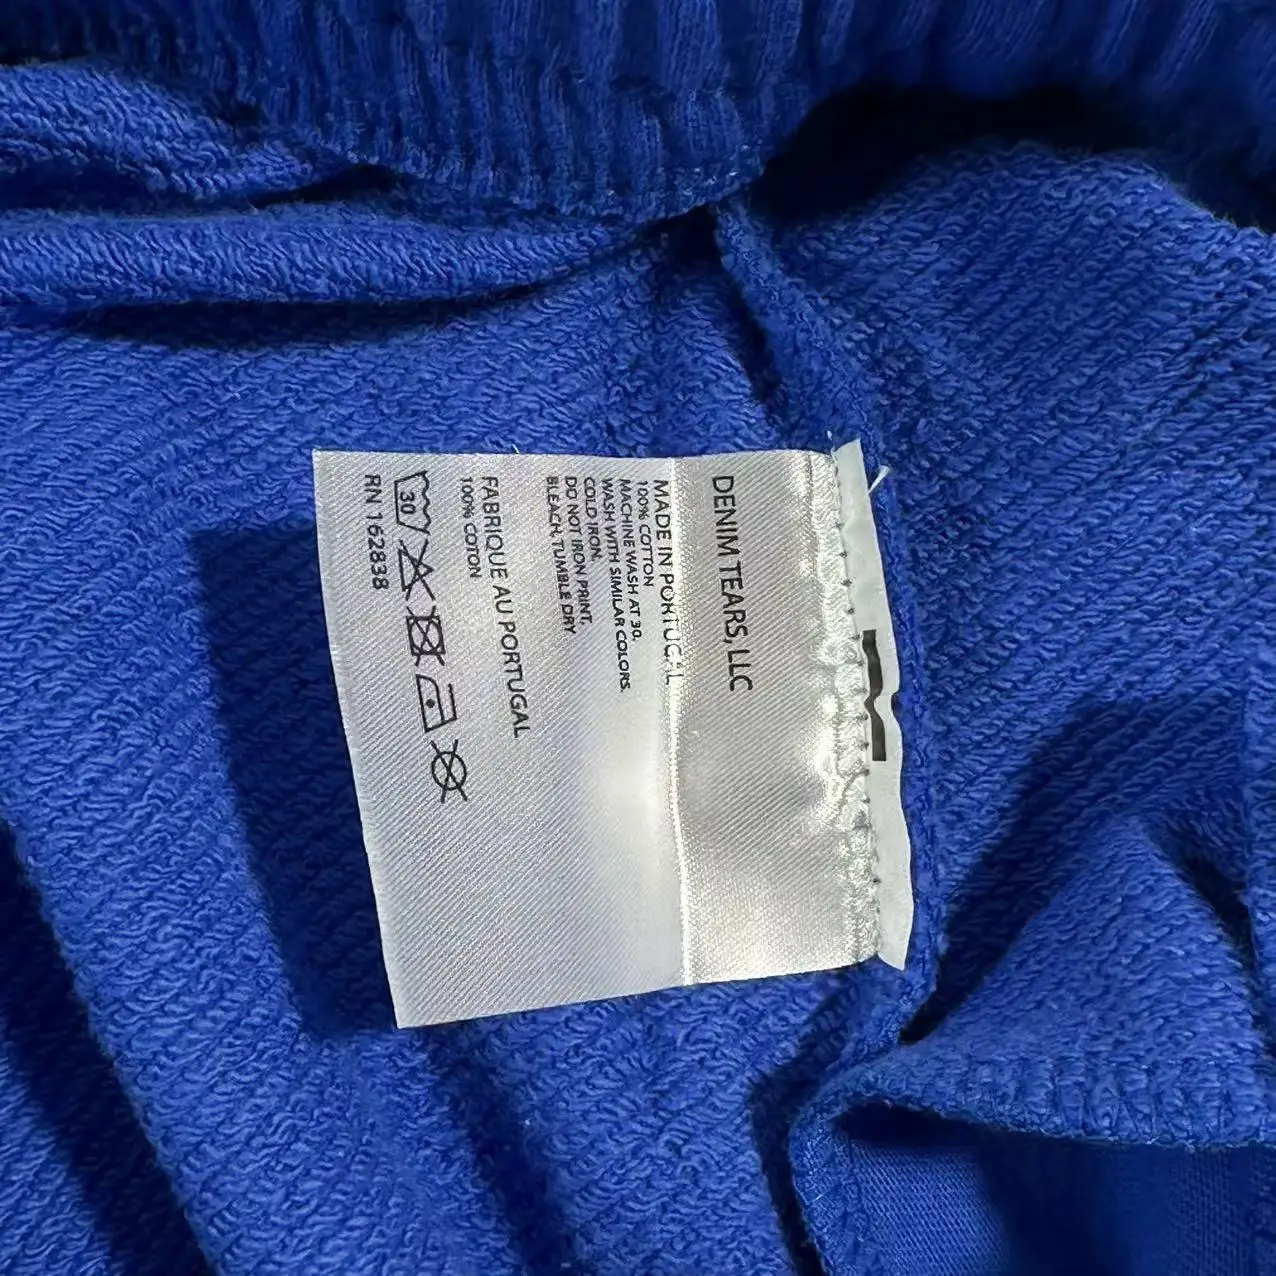 M
DENIM TEARS, LLC
MADE IN PORTUGAL
100% COTTON
MACHINE WASH AT 30,
WASH WITH SIMILAR COLORS.
COLD IRON.
DO NOT IRON PRINT,
BLEACH, TUMBLE DRY
FABRIQUE AU PORTUGAL
100% COTON
30
RN 162838